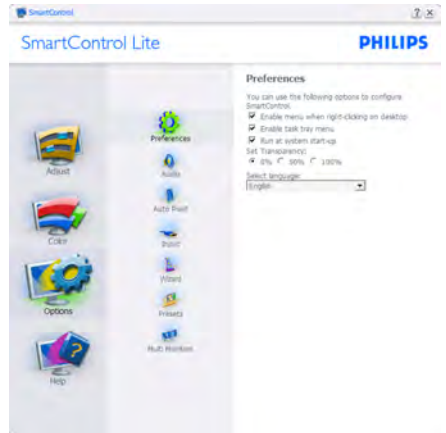 SmartControl
SmartControl Lite
PHILIPS
Adjust
Color
Options
Help
Preferences
Audio
Auto Pivot
Input
Wizard
Presets
Multi Monitors
Preferences
You can use the following options to configure
SmartControl.
Enable menu when right-clicking on desktop
Enable task tray menu
Run at system start-up
Set Transparency:
0% 50% 100%
Select language:
English